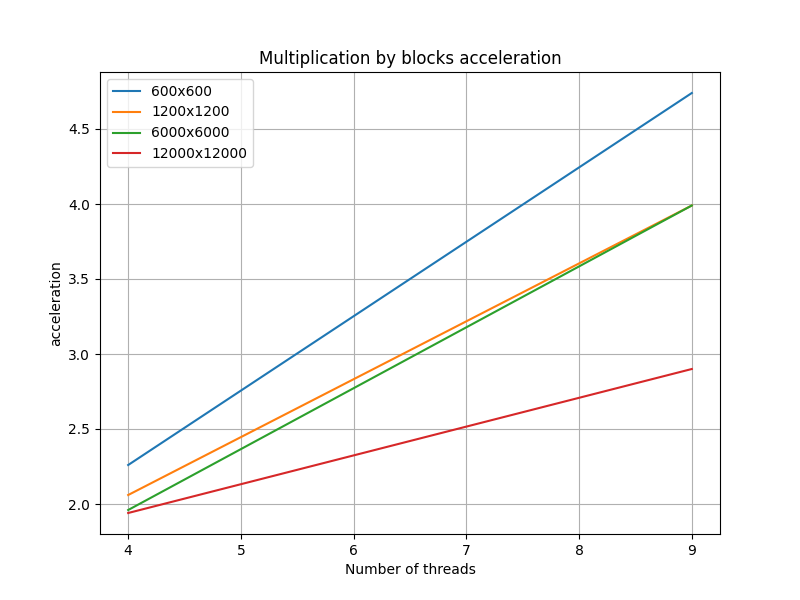 Multiplication by blocks acceleration
600x600
1200x1200
6000x6000
12000x12000
4.5
4.0
3.5
3.0
2.5
2.0
acceleration
4 5 6 7 8 9
Number of threads